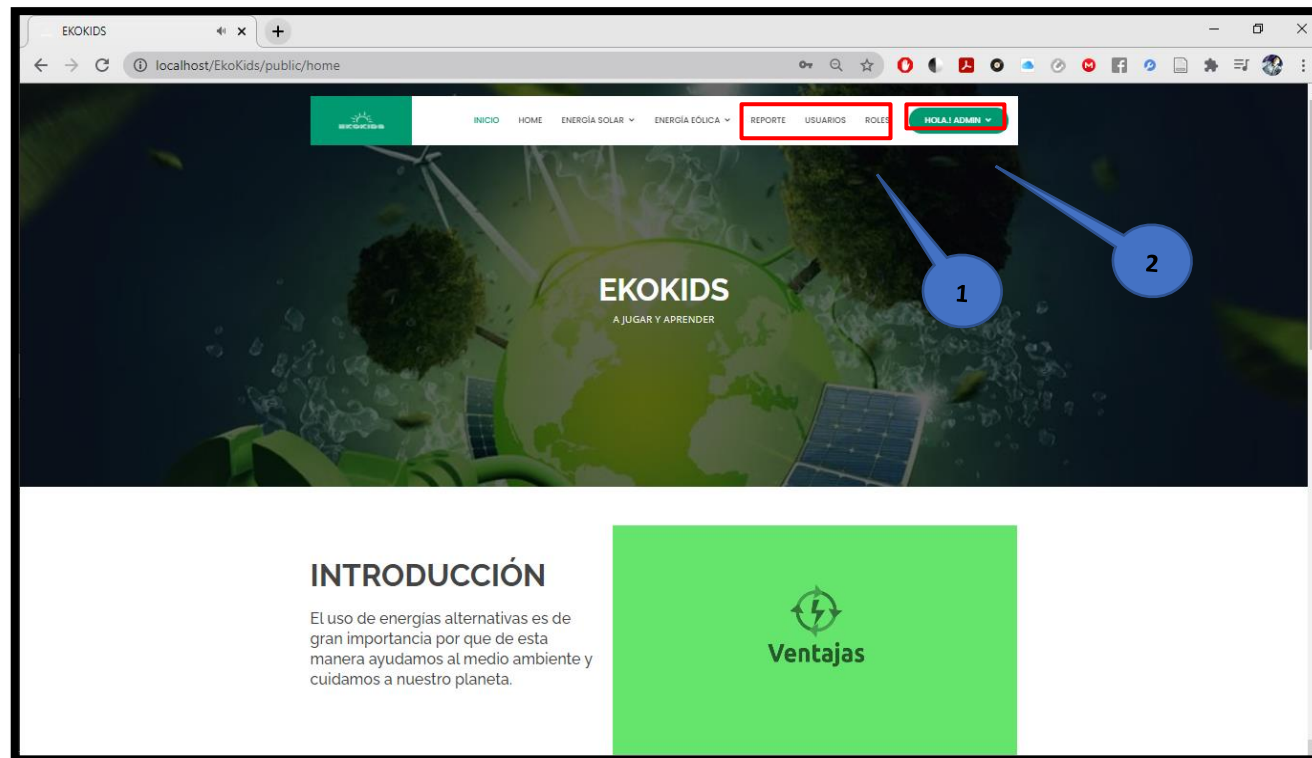 EKOKIDS
localhost/EkoKids/public/home
EKOKIDS INICIO HOME ENERGÍA SOLAR ENERGÍA EÓLICA REPORTE USUARIOS ROLES HOLA.! ADMIN
2
1
EKOKIDS
A JUGAR Y APRENDER
INTRODUCCIÓN
El uso de energías alternativas es de
gran importancia por que de esta
manera ayudamos al medio ambiente y
cuidamos a nuestro planeta.
Ventajas